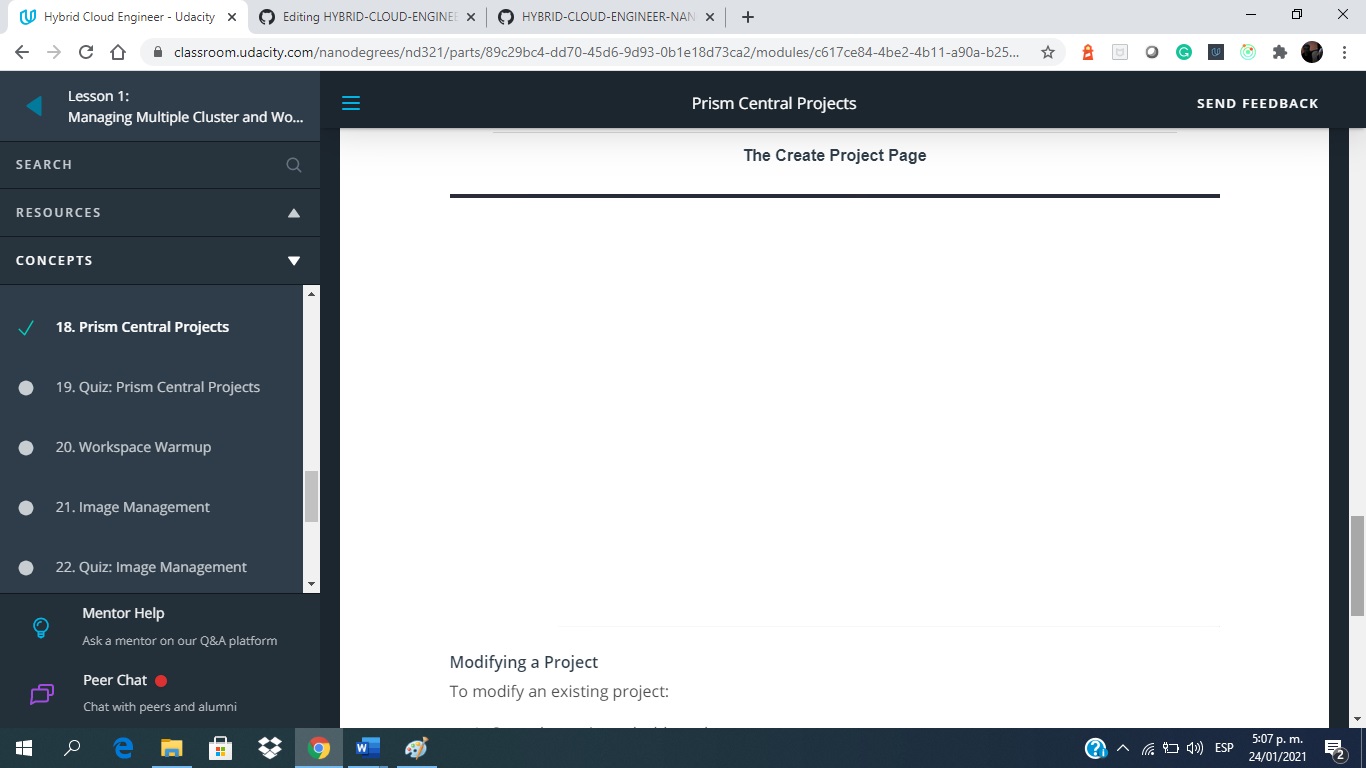 Hybrid Cloud Engineer - Udacity
Editing HYBRID-CLOUD-ENGINEE
HYBRID-CLOUD-ENGINEER-NAN
classroom.udacity.com/nanodegrees/nd321/parts/89c29bc4-dd70-45d6-9d93-0b1e18d73ca2/modules/c617ce84-4be2-4b11-a90a-b25...
Lesson 1:
Managing Multiple Cluster and Wo...
Prism Central Projects
SEND FEEDBACK
SEARCH
RESOURCES
CONCEPTS
18. Prism Central Projects
19. Quiz: Prism Central Projects
20. Workspace Warmup
21. Image Management
22. Quiz: Image Management
Mentor Help
Ask a mentor on our Q&A platform
Peer Chat
Chat with peers and alumni
The Create Project Page
Modifying a Project
To modify an existing project:
ESP
5:07 p. m.
24/01/2021
2